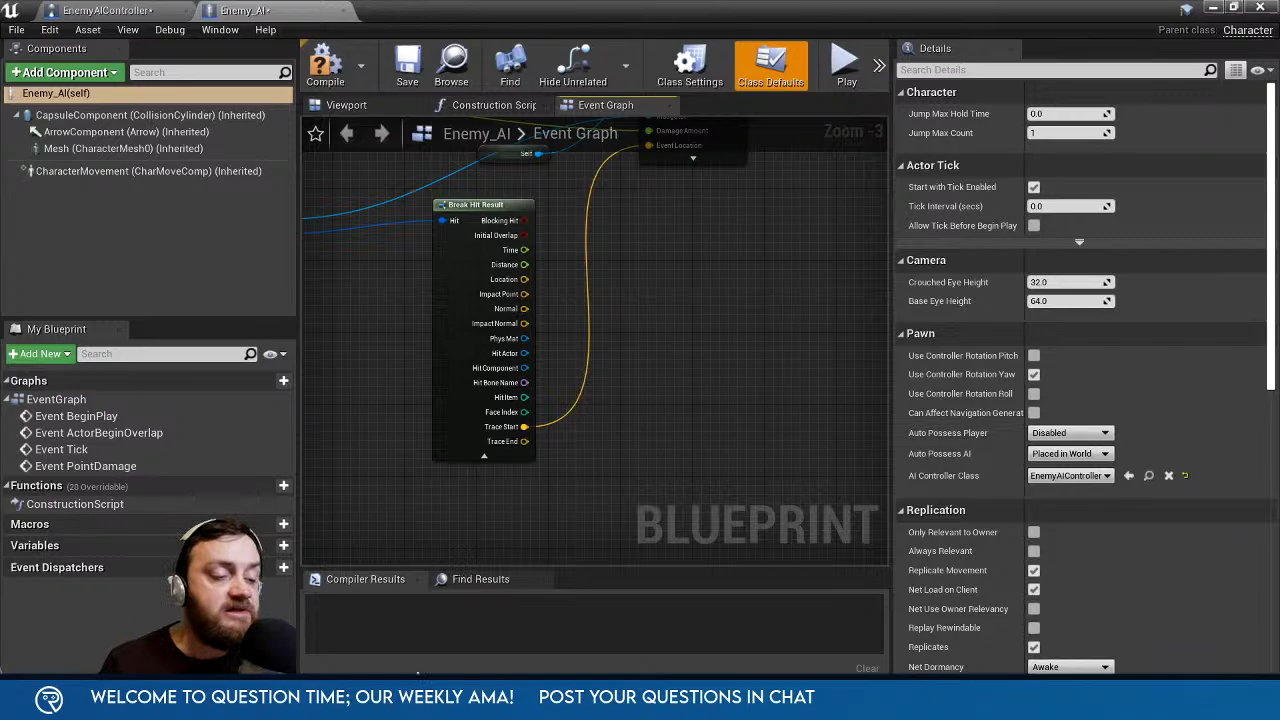 EnemyAIController*
Enemy_AI*
File Edit Asset View Debug Window Help
Parent class: Character
Components
Add Component
Search
Enemy_AI(self)
CapsuleComponent (CollisionCylinder) (Inherited)
ArrowComponent (Arrow) (Inherited)
Mesh (CharacterMesh0) (Inherited)
CharacterMovement (CharMoveComp) (Inherited)
My Blueprint
Add New
Search
Graphs
EventGraph
Event BeginPlay
Event ActorBeginOverlap
Event Tick
Event PointDamage
Functions (28 Overridable)
ConstructionScript
Macros
Variables
Event Dispatchers
Compile
Save
Browse
Find
Hide Unrelated
Class Settings
Class Defaults
Play
Viewport
Construction Scrip
Event Graph
Enemy_AI > Event Graph
Zoom -3
Damage Amount
Event Location
Self
Break Hit Result
Hit
Blocking Hit
Initial Overlap
Time
Distance
Location
Impact Point
Normal
Impact Normal
Phys Mat
Hit Actor
Hit Component
Hit Bone Name
Hit Item
Face Index
Trace Start
Trace End
BLUEPRINT
Compiler Results
Find Results
Clear
Details
Search Details
Character
Jump Max Hold Time 0.0
Jump Max Count 1
Actor Tick
Start with Tick Enabled
Tick Interval (secs) 0.0
Allow Tick Before Begin Play
Camera
Crouched Eye Height 32.0
Base Eye Height 64.0
Pawn
Use Controller Rotation Pitch
Use Controller Rotation Yaw
Use Controller Rotation Roll
Can Affect Navigation Generat
Auto Possess Player Disabled
Auto Possess AI Placed in World
AI Controller Class EnemyAIController
Replication
Only Relevant to Owner
Always Relevant
Replicate Movement
Net Load on Client
Net Use Owner Relevancy
Replay Rewindable
Replicates
Net Dormancy Awake
WELCOME TO QUESTION TIME; OUR WEEKLY AMA! POST YOUR QUESTIONS IN CHAT